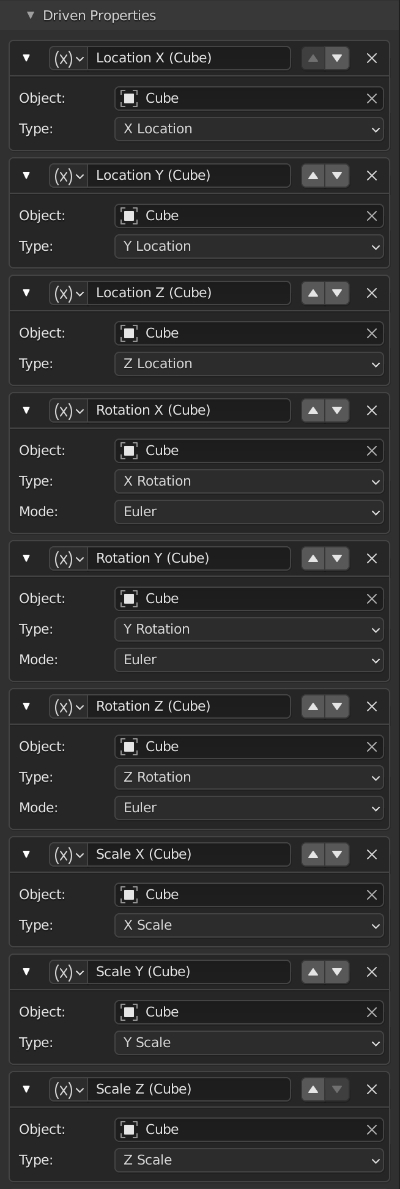 Driven Properties
(x) Location X (Cube)
Object: Cube
Type: X Location
(x) Location Y (Cube)
Object: Cube
Type: Y Location
(x) Location Z (Cube)
Object: Cube
Type: Z Location
(x) Rotation X (Cube)
Object: Cube
Type: X Rotation
Mode: Euler
(x) Rotation Y (Cube)
Object: Cube
Type: Y Rotation
Mode: Euler
(x) Rotation Z (Cube)
Object: Cube
Type: Z Rotation
Mode: Euler
(x) Scale X (Cube)
Object: Cube
Type: X Scale
(x) Scale Y (Cube)
Object: Cube
Type: Y Scale
(x) Scale Z (Cube)
Object: Cube
Type: Z Scale